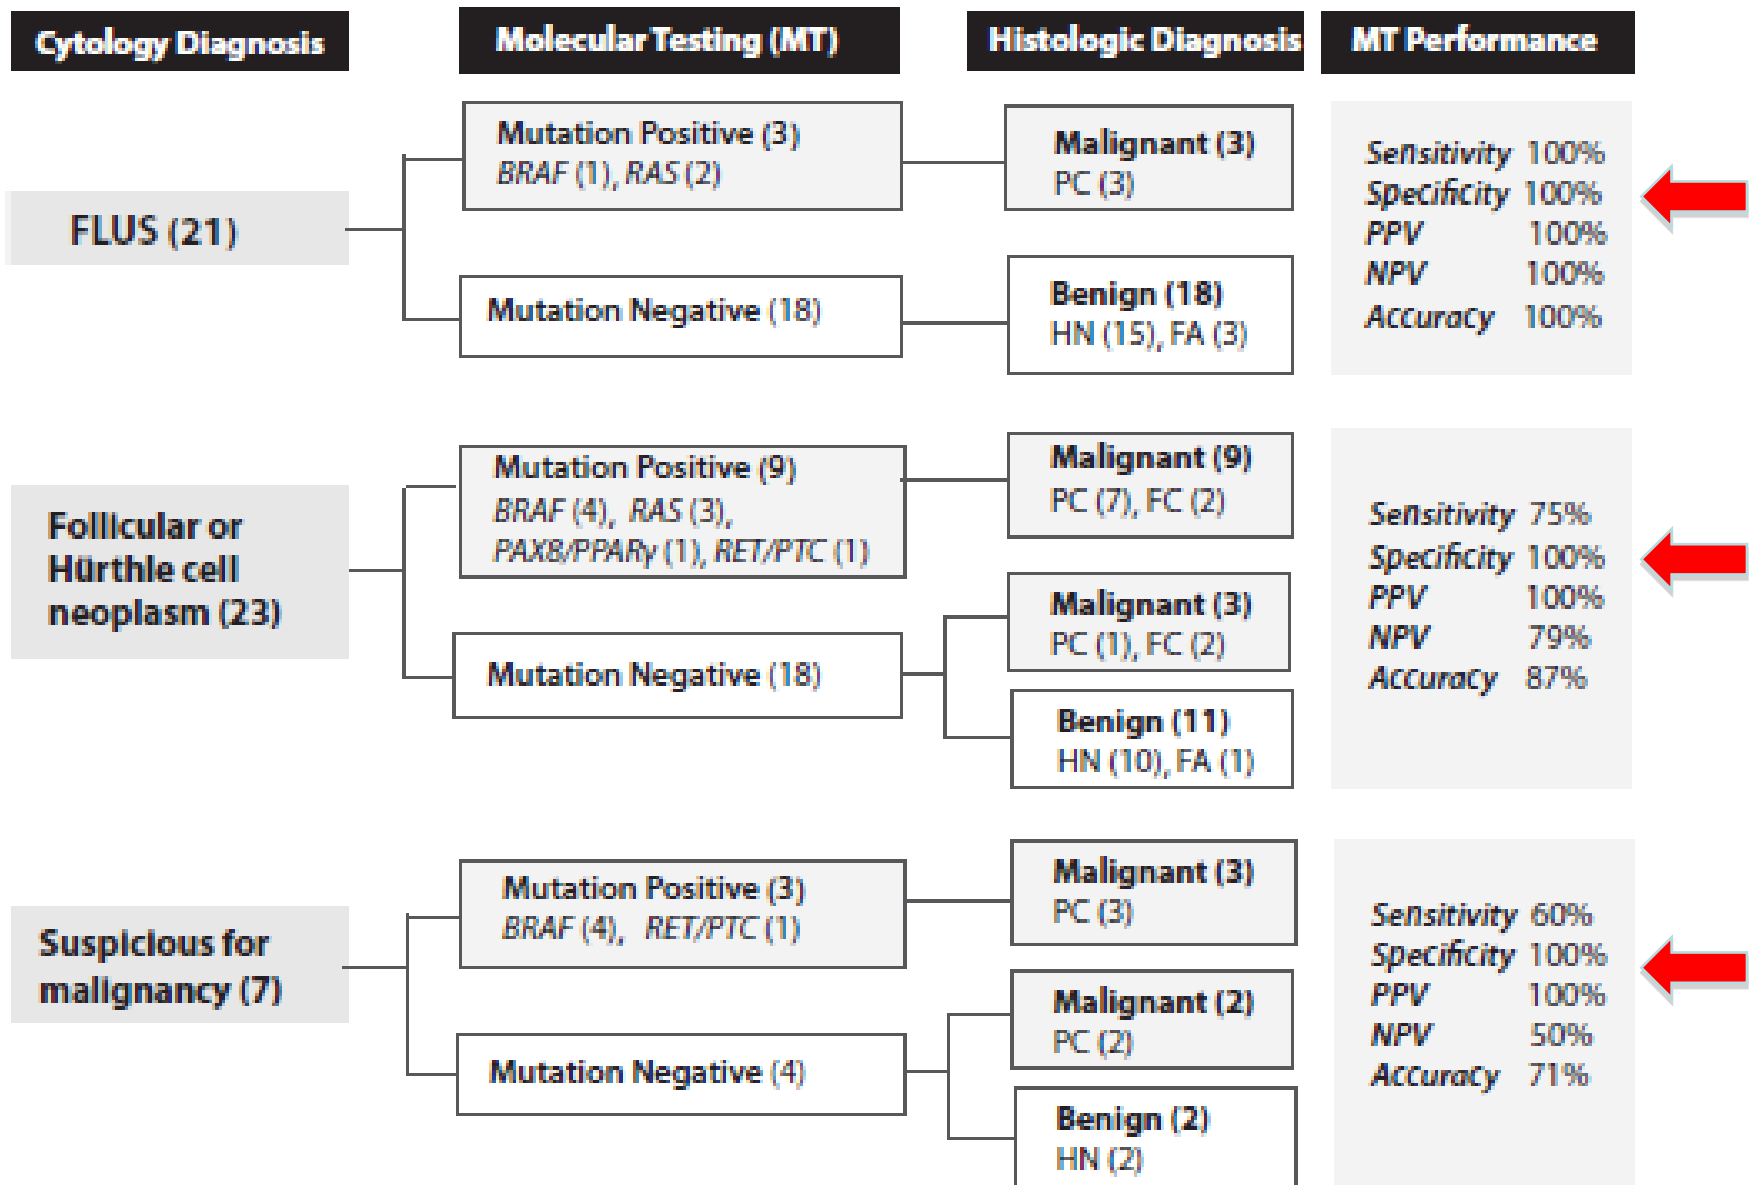 Cytology Diagnosis
Molecular Testing (MT)
Histologic Diagnosis
MT Performance
FLUS (21)
Mutation Positive (3)
BRAF (1), RAS (2)
Malignant (3)
PC (3)
Mutation Negative (18)
Benign (18)
HN (15), FA (3)
Sensitivity 100%
Specificity 100%
PPV 100%
NPV 100%
Accuracy 100%
Follicular or
Hürthle cell
neoplasm (23)
Mutation Positive (9)
BRAF (4), RAS (3),
PAX8/PPARγ (1), RET/PTC (1)
Malignant (9)
PC (7), FC (2)
Mutation Negative (18)
Malignant (3)
PC (1), FC (2)
Benign (11)
HN (10), FA (1)
Sensitivity 75%
Specificity 100%
PPV 100%
NPV 79%
Accuracy 87%
Suspicious for
malignancy (7)
Mutation Positive (3)
BRAF (4), RET/PTC (1)
Malignant (3)
PC (3)
Mutation Negative (4)
Malignant (2)
PC (2)
Benign (2)
HN (2)
Sensitivity 60%
Specificity 100%
PPV 100%
NPV 50%
Accuracy 71%